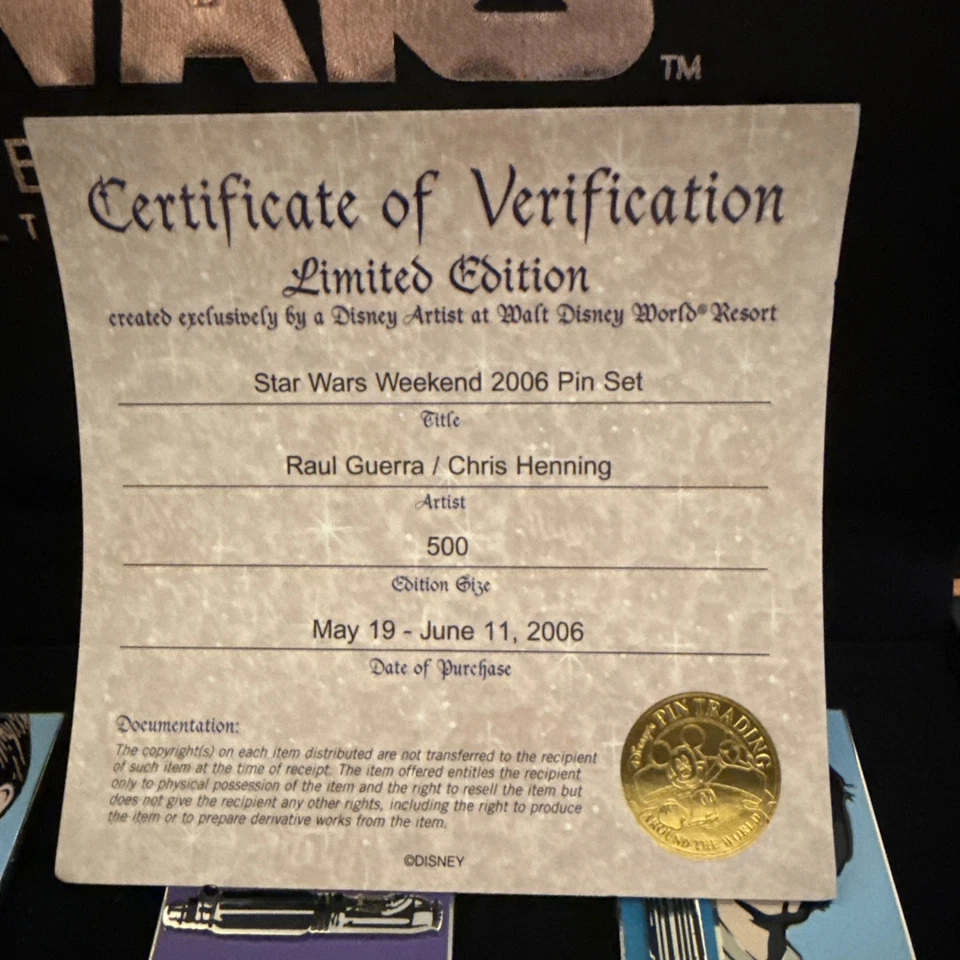 WARS
TM
Certificate of Verification
Limited Edition
created exclusively by a Disney Artist at Walt Disney World® Resort
Star Wars Weekend 2006 Pin Set
Title
Raul Guerra / Chris Henning
Artist
500
Edition Size
May 19 - June 11, 2006
Date of Purchase
Documentation:
The copyright(s) on each item distributed are not transferred to the recipient
of such item at the time of receipt. The item offered entitles the recipient
only to physical possession of the item and the right to resell the item but
does not give the recipient any other rights, including the right to produce
the item or to prepare derivative works from the item.
Disney's PIN TRADING
AROUND THE WORLD
©DISNEY